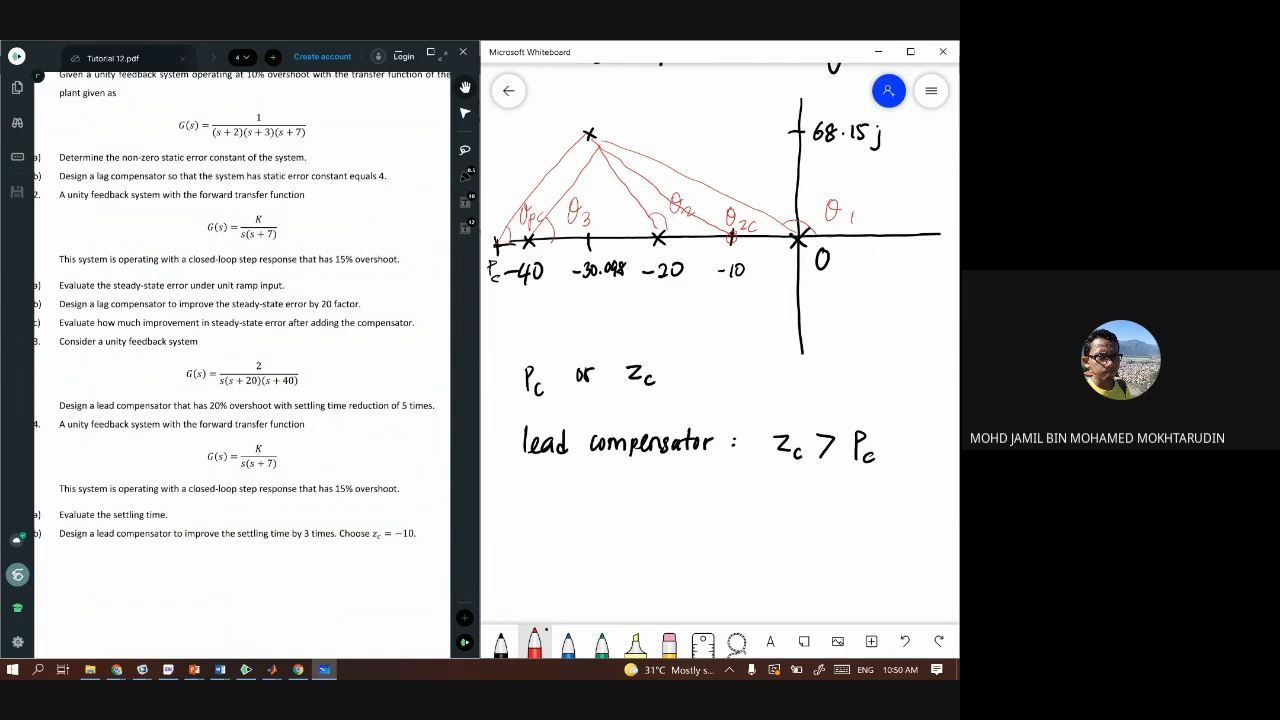 Tutorial 12.pdf
4
Create account
Login
Given a unity feedback system operating at 10% overshoot with the transfer function of the
plant given as
G(s) = 1 / (s + 2)(s + 3)(s + 7)
a) Determine the non-zero static error constant of the system.
b) Design a lag compensator so that the system has static error constant equals 4.
2. A unity feedback system with the forward transfer function
G(s) = K / s(s + 7)
This system is operating with a closed-loop step response that has 15% overshoot.
a) Evaluate the steady-state error under unit ramp input.
b) Design a lag compensator to improve the steady-state error by 20 factor.
c) Evaluate how much improvement in steady-state error after adding the compensator.
3. Consider a unity feedback system
G(s) = 2 / s(s + 20)(s + 40)
Design a lead compensator that has 20% overshoot with settling time reduction of 5 times.
4. A unity feedback system with the forward transfer function
G(s) = K / s(s + 7)
This system is operating with a closed-loop step response that has 15% overshoot.
a) Evaluate the settling time.
b) Design a lead compensator to improve the settling time by 3 times. Choose z_c = −10.
Microsoft Whiteboard
68.15j
θpc θ3 θ2 θzc θ1
Pc -40 -30.098 -20 -10 0
Pc or Zc
lead compensator : Zc > Pc
MOHD JAMIL BIN MOHAMED MOKHTARUDIN
31°C Mostly s... ENG 10:50 AM